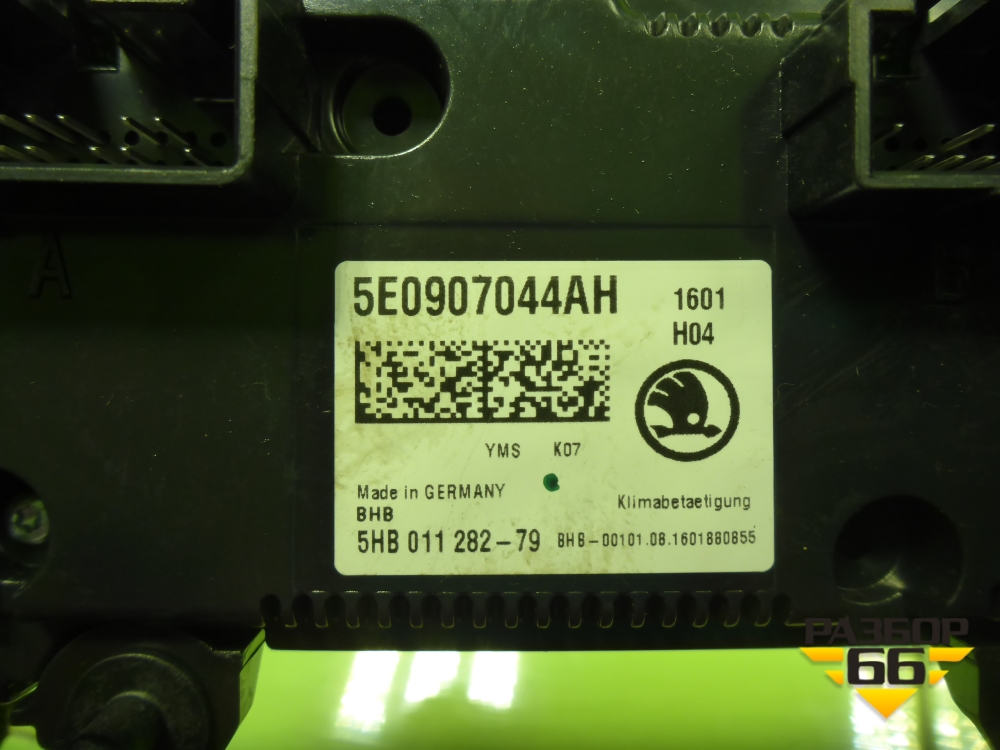 A
B
5E0907044AH
1601
H04
YMS K07
Made in GERMANY
BHB
Klimabetaetigung
5HB 011 282-79
BHB-00101.08.1601880855
РАЗБОР
66